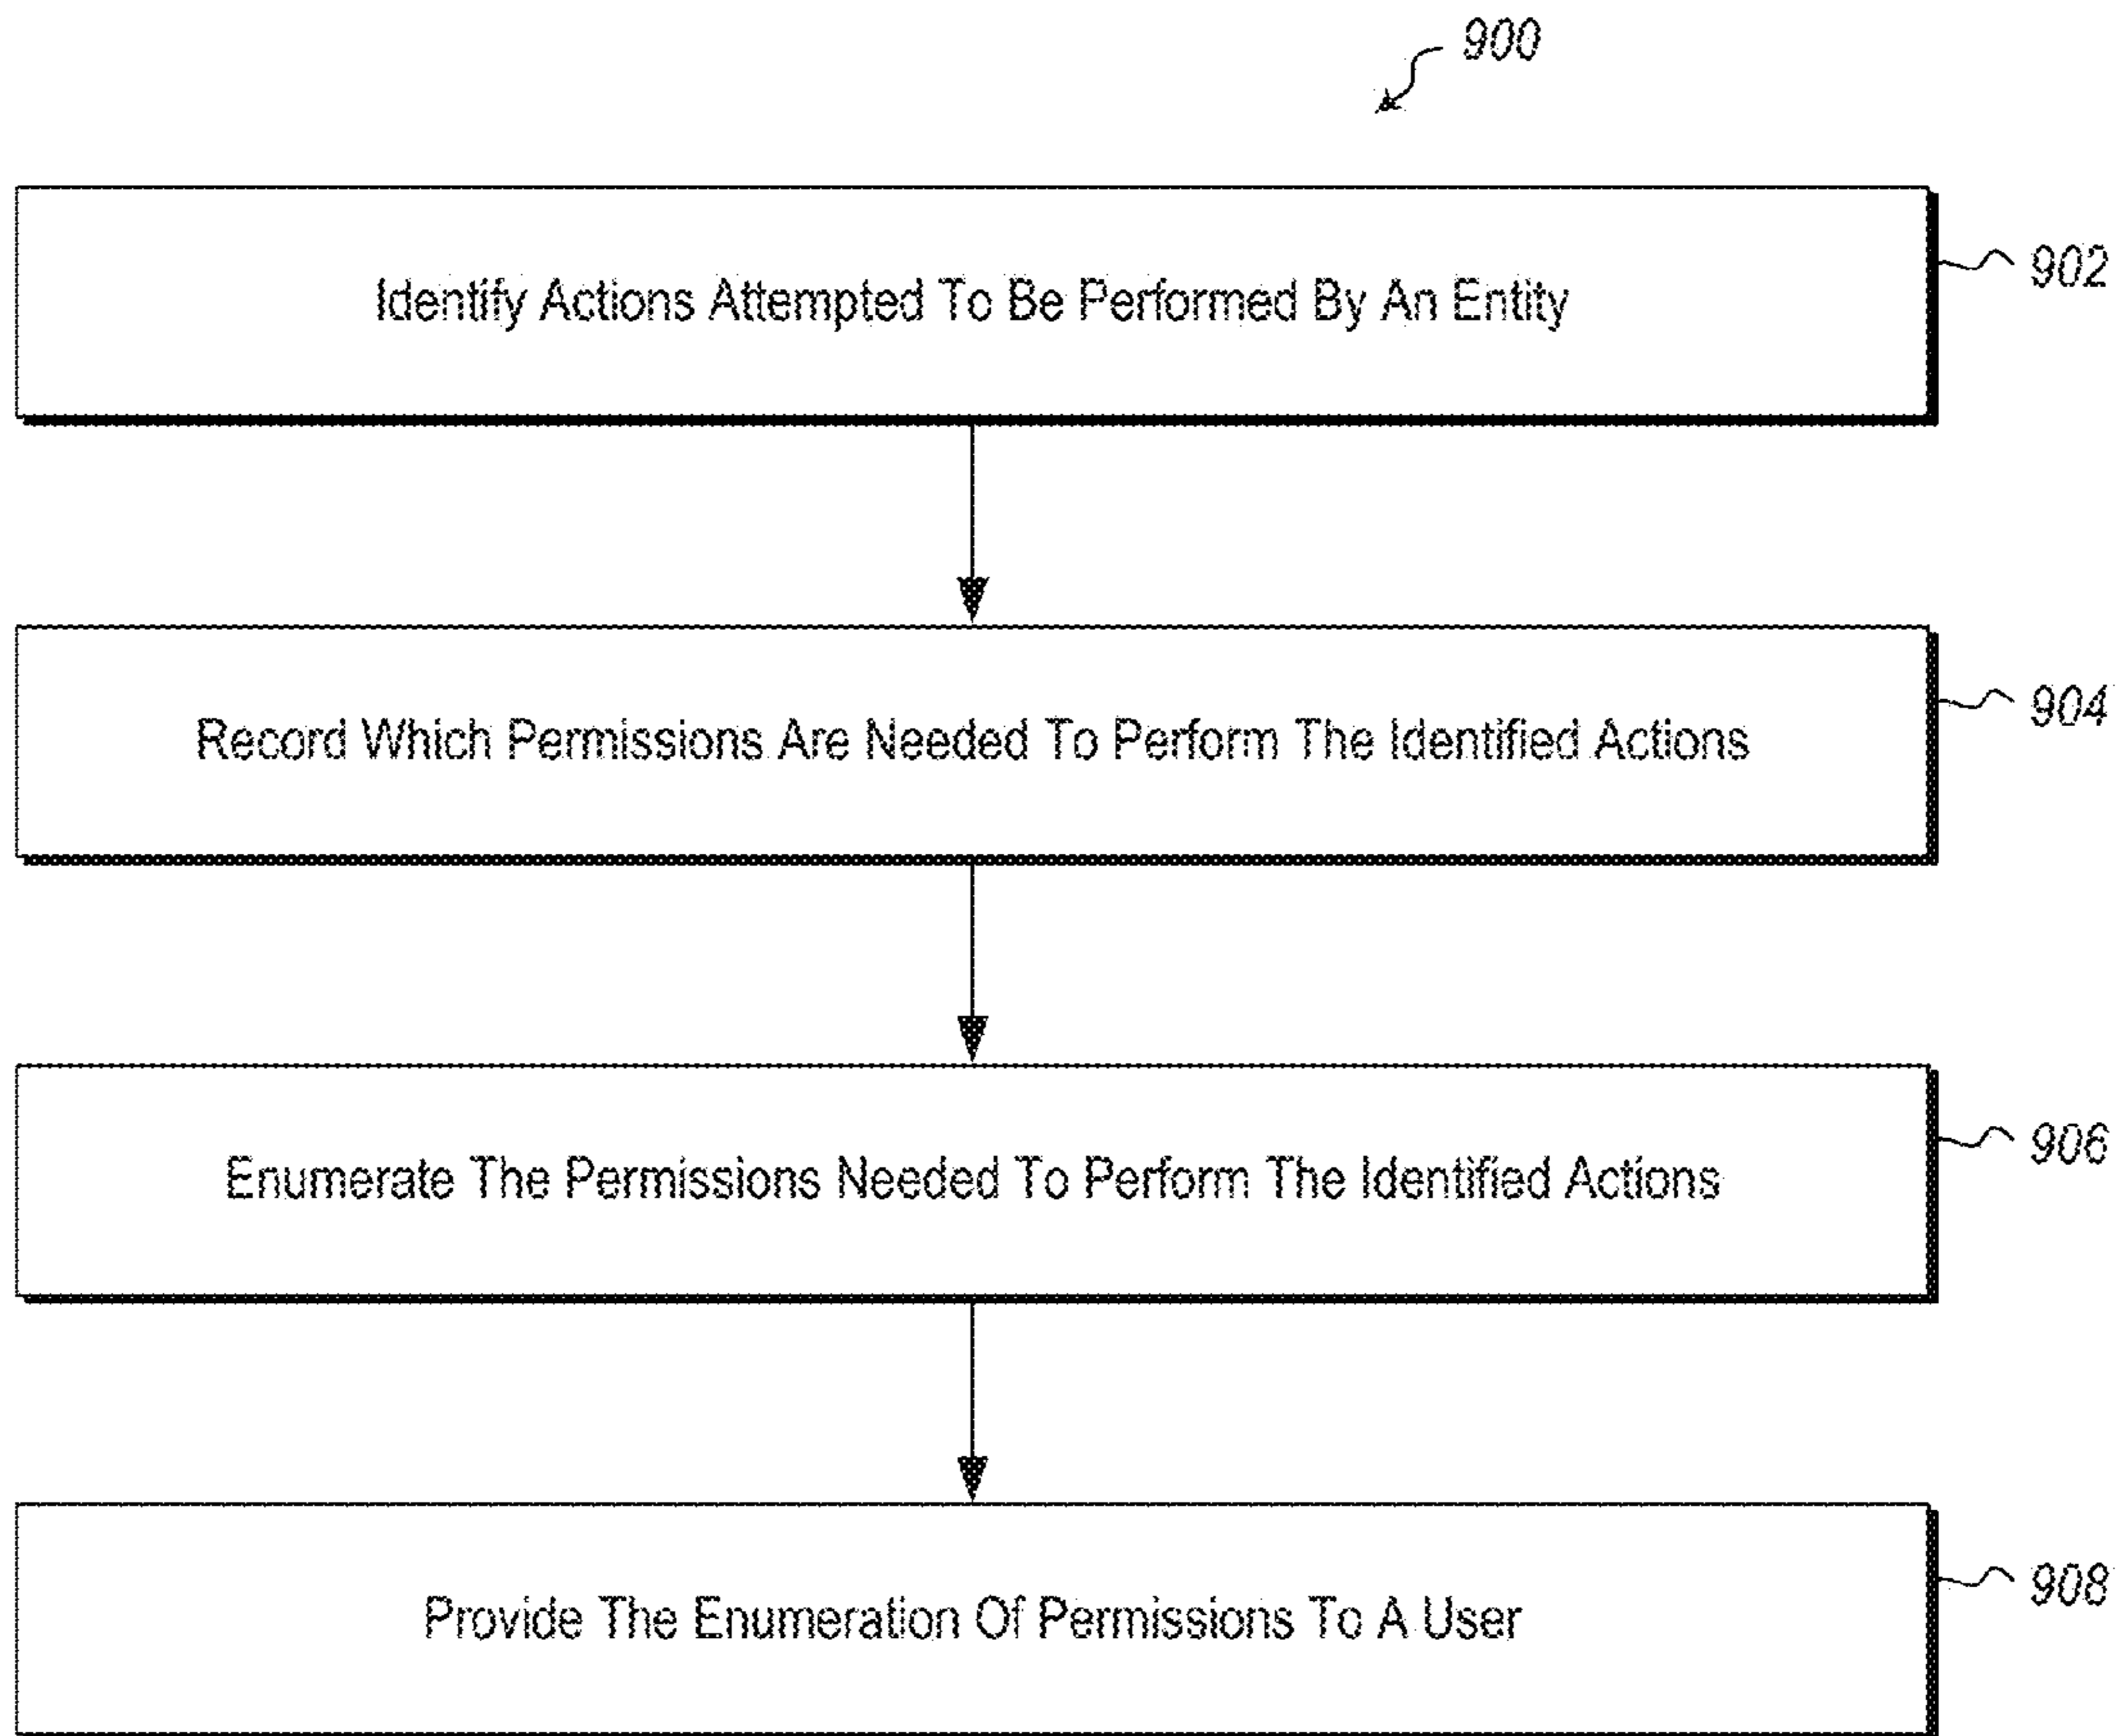 900
Identify Actions Attempted To Be Performed By An Entity
902
Record Which Permissions Are Needed To Perform The Identified Actions
904
Enumerate The Permissions Needed To Perform The Identified Actions
906
Provide The Enumeration Of Permissions To A User
908